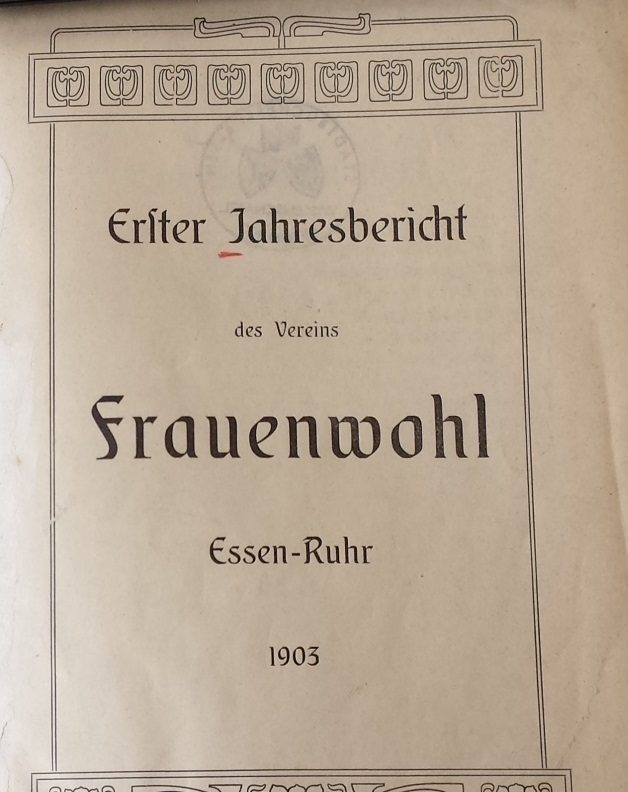 Erſter Jahresbericht
des Vereins
Frauenwohl
Essen-Ruhr
1903